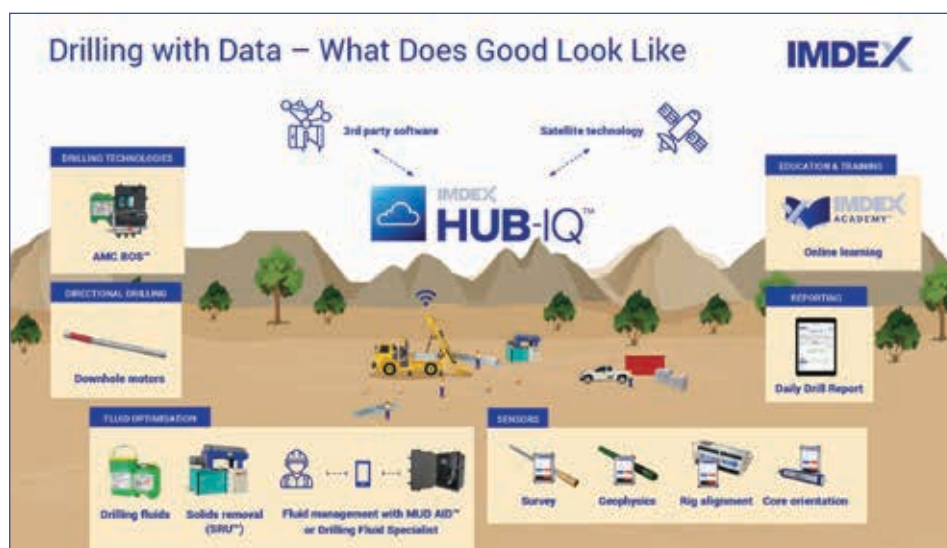 Drilling with Data – What Does Good Look Like
IMDEX
3rd party software
Satellite technology
IMDEX
HUB-IQ™
DRILLING TECHNOLOGIES
AMC BOS™
EDUCATION & TRAINING
IMDEX
ACADEMY™
Online learning
DIRECTIONAL DRILLING
Downhole motors
REPORTING
Daily Drill Report
FLUID OPTIMISATION
Drilling fluids
Solids removal
(SRU™)
Fluid management with MUD AID™
or Drilling Fluid Specialist
SENSORS
Survey
Geophysics
Rig alignment
Core orientation